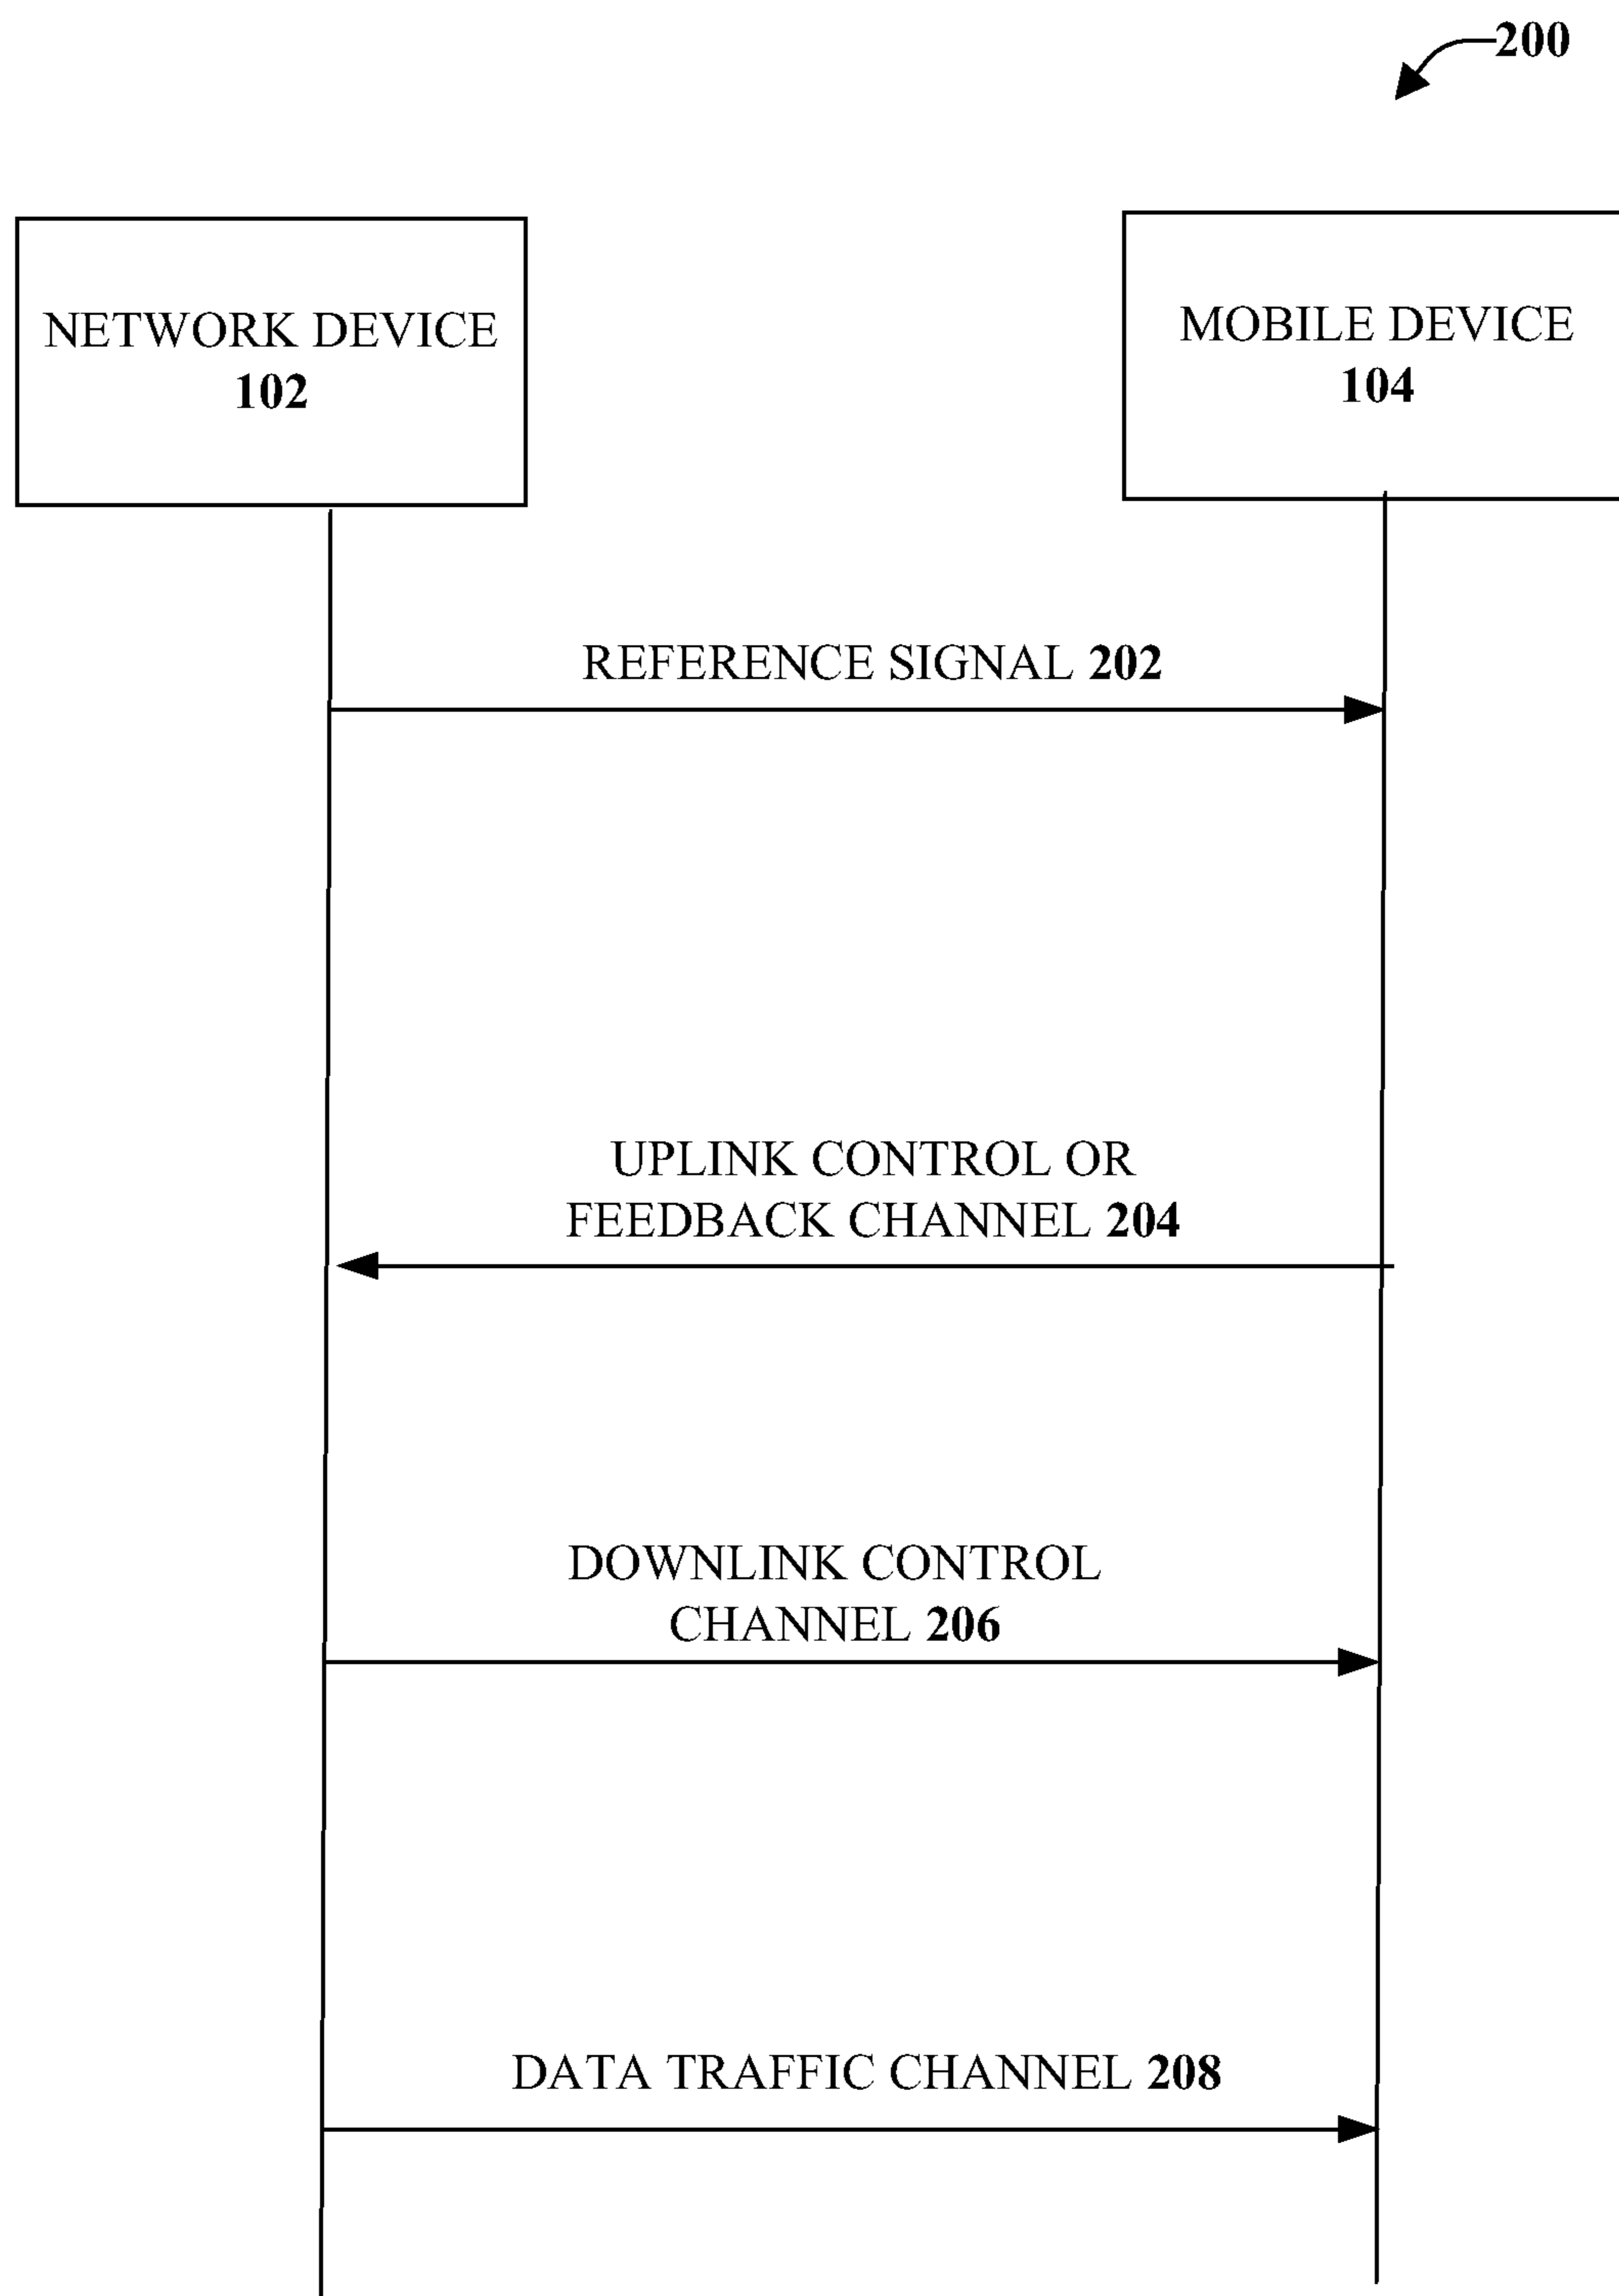 200
NETWORK DEVICE
102
MOBILE DEVICE
104
REFERENCE SIGNAL 202
UPLINK CONTROL OR
FEEDBACK CHANNEL 204
DOWNLINK CONTROL
CHANNEL 206
DATA TRAFFIC CHANNEL 208